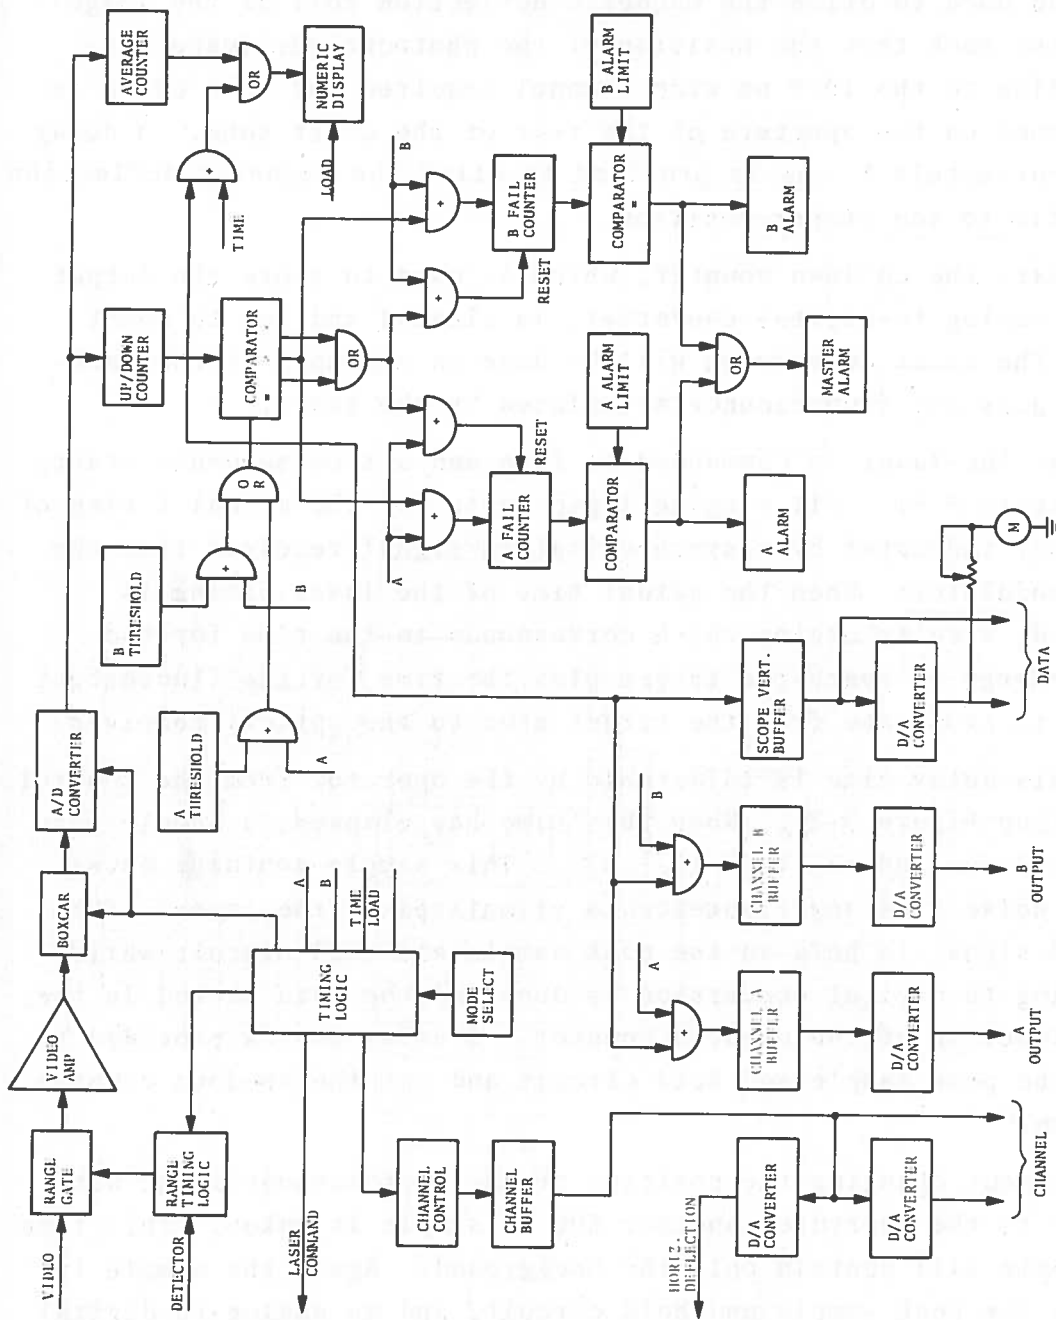 VIDEO
RANGE
GATE
VIDEO
AMP
BOXCAR
A/D
CONVERTER
B
THRESHOLD
UP/DOWN
COUNTER
AVERAGE
COUNTER
DETECTOR
RANGE
TIMING
LOGIC
A
THRESHOLD
+
OR
COMPARATOR
=
+
TIME
OR
NUMERIC
DISPLAY
LOAD
LASER
COMMAND
TIMING
LOGIC
A
B
TIME
LOAD
+
A
B
OR
A
B
+
+
+
+
MODE
SELECT
CHANNEL
CONTROL
CHANNEL
BUFFER
A FAIL
COUNTER
RESET
B FAIL
COUNTER
RESET
COMPARATOR
=
A ALARM
LIMIT
COMPARATOR
=
B ALARM
LIMIT
A
+
B
+
OR
HORIZ.
DEFLECTION
D/A
CONVERTER
CHANNEL A
BUFFER
CHANNEL B
BUFFER
SCOPE VERT.
BUFFER
A
ALARM
B
ALARM
MASTER
ALARM
D/A
CONVERTER
D/A
CONVERTER
D/A
CONVERTER
D/A
CONVERTER
M
CHANNEL
A
OUTPUT
B
OUTPUT
DATA